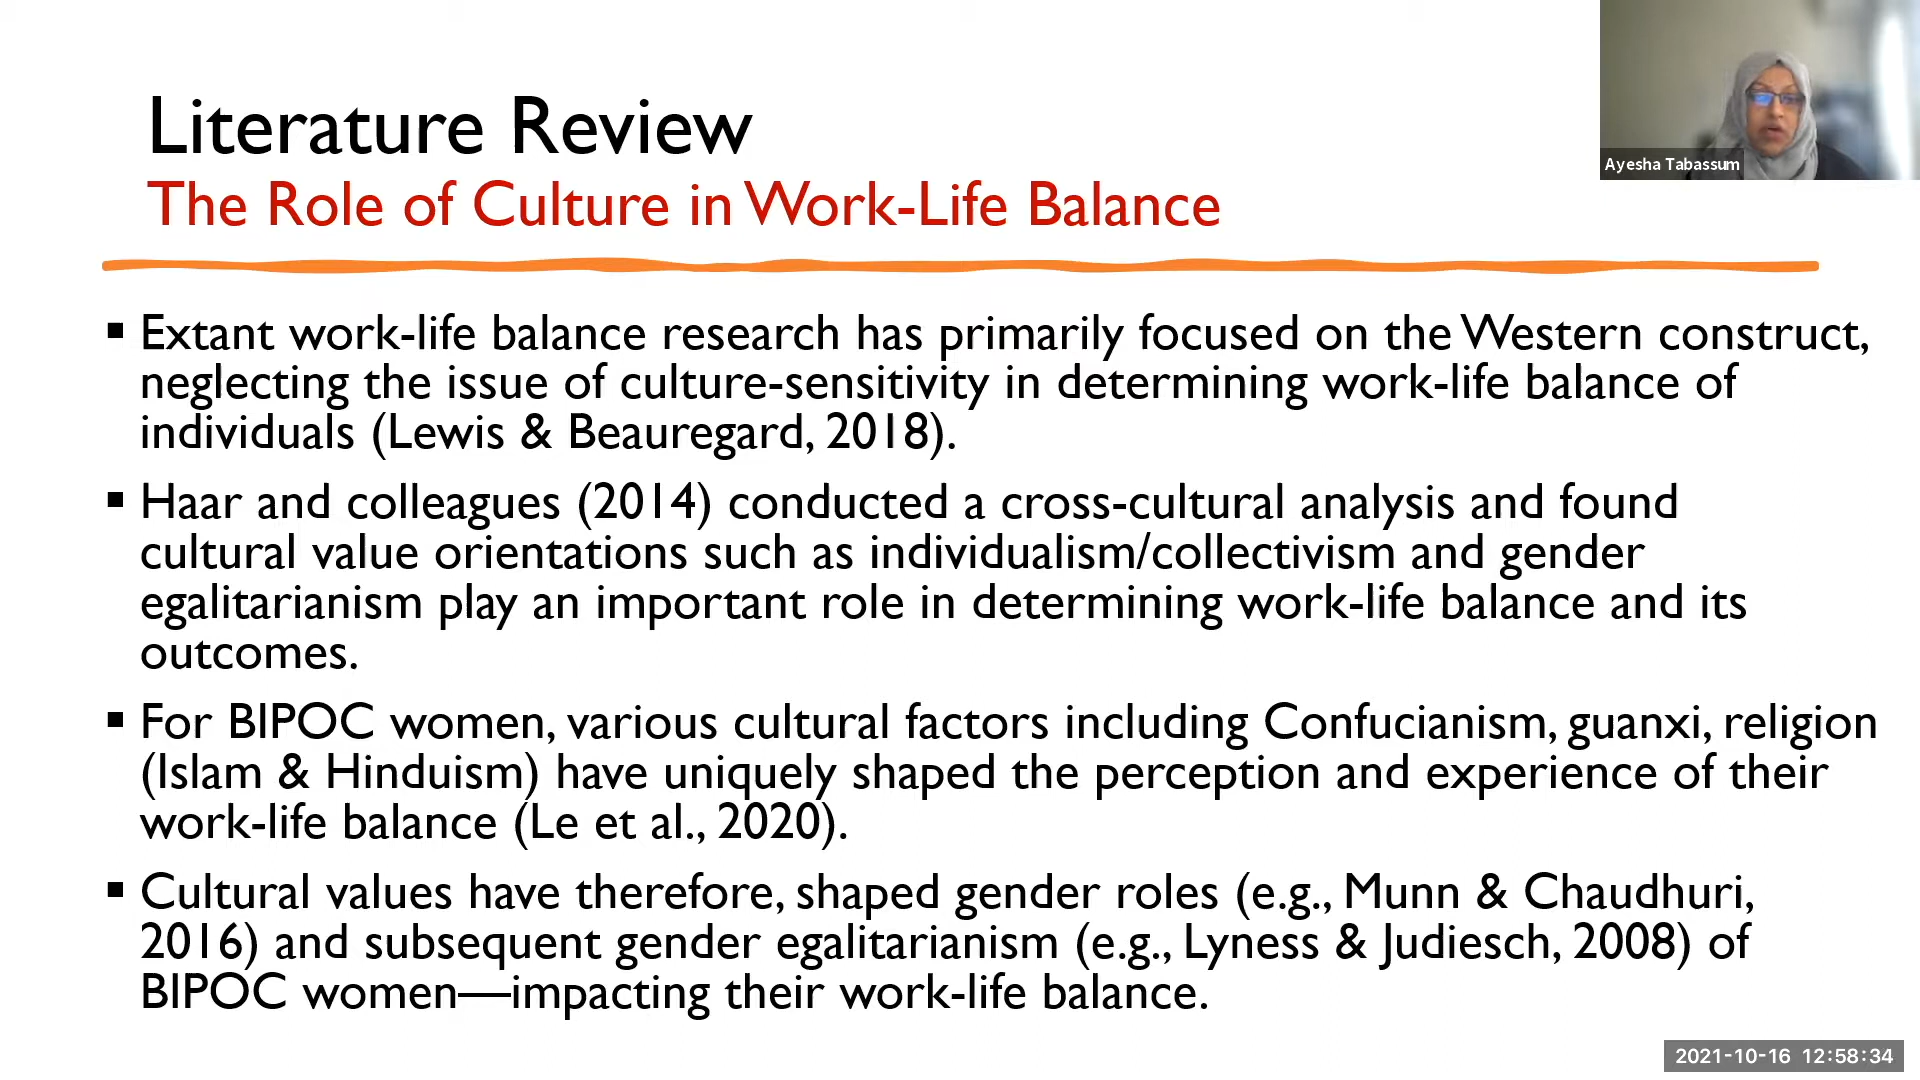 Literature Review
The Role of Culture in Work-Life Balance
Ayesha Tabassum
▪ Extant work-life balance research has primarily focused on the Western construct,
neglecting the issue of culture-sensitivity in determining work-life balance of
individuals (Lewis & Beauregard, 2018).
▪ Haar and colleagues (2014) conducted a cross-cultural analysis and found
cultural value orientations such as individualism/collectivism and gender
egalitarianism play an important role in determining work-life balance and its
outcomes.
▪ For BIPOC women, various cultural factors including Confucianism, guanxi, religion
(Islam & Hinduism) have uniquely shaped the perception and experience of their
work-life balance (Le et al., 2020).
▪ Cultural values have therefore, shaped gender roles (e.g., Munn & Chaudhuri,
2016) and subsequent gender egalitarianism (e.g., Lyness & Judiesch, 2008) of
BIPOC women—impacting their work-life balance.
2021-10-16 12:58:34